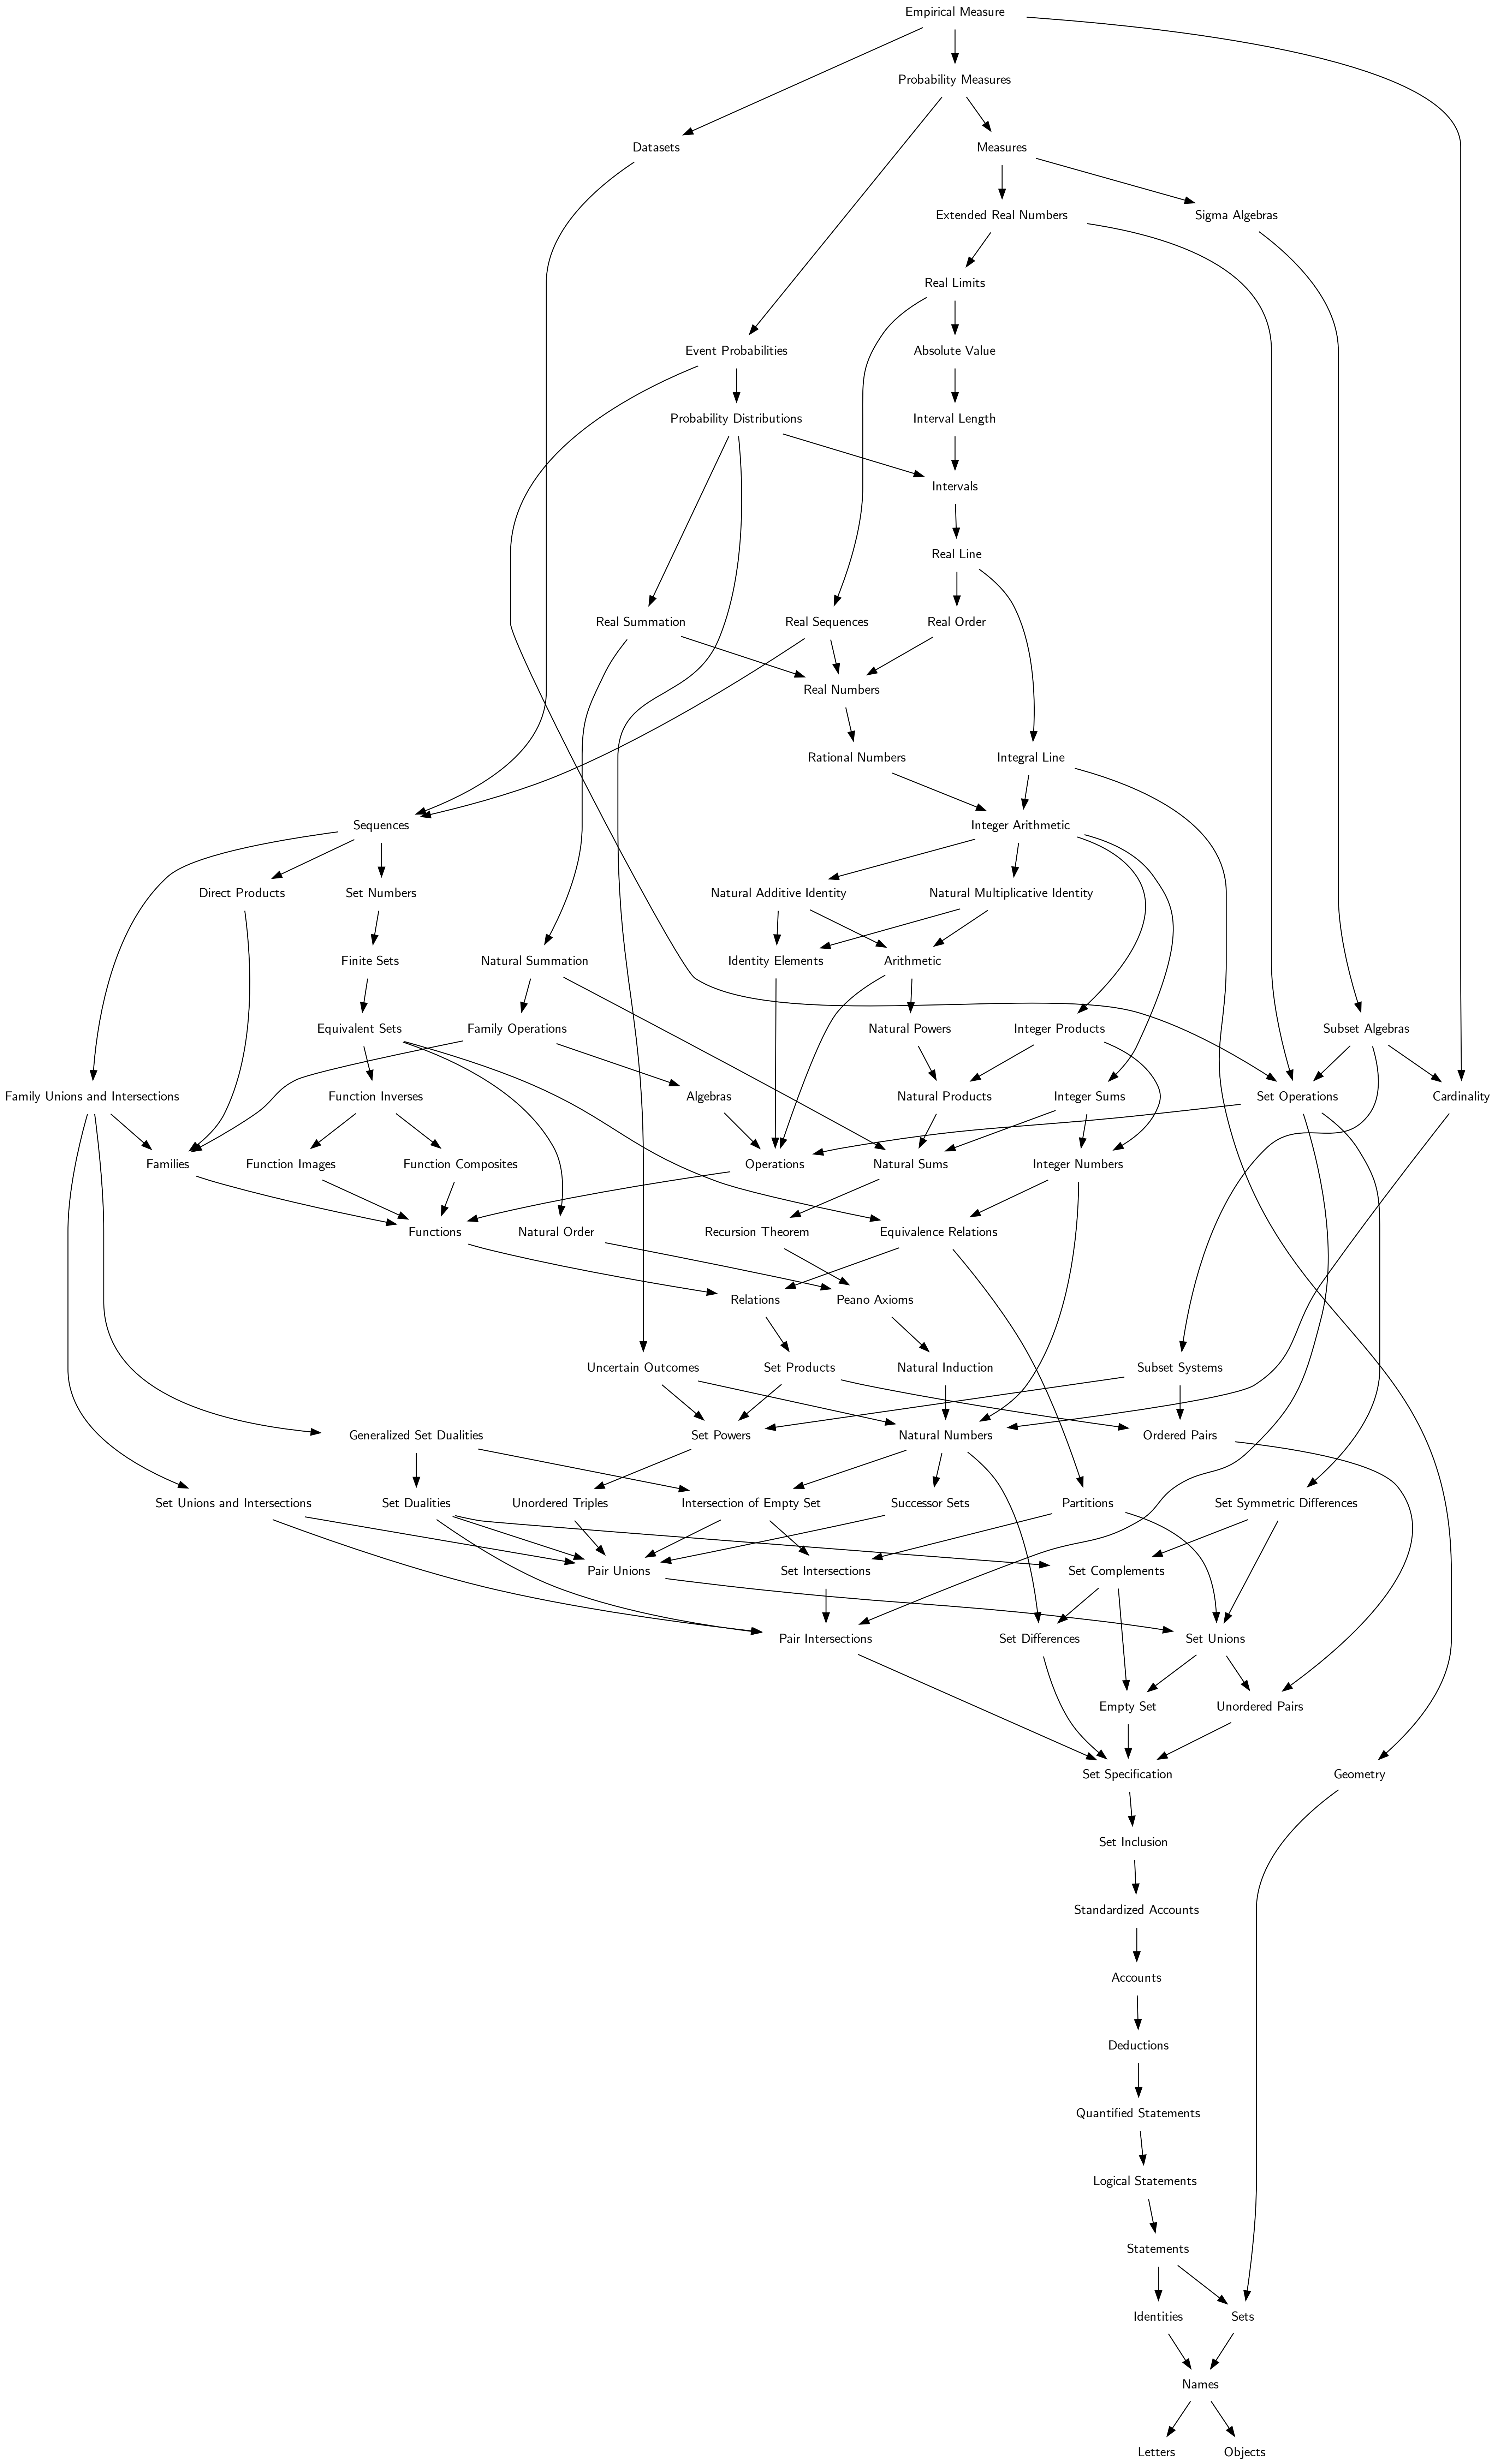 Empirical Measure
Probability Measures
Datasets
Measures
Extended Real Numbers
Sigma Algebras
Real Limits
Event Probabilities
Absolute Value
Probability Distributions
Interval Length
Intervals
Real Line
Real Summation
Real Sequences
Real Order
Real Numbers
Rational Numbers
Integral Line
Sequences
Integer Arithmetic
Direct Products
Set Numbers
Natural Additive Identity
Natural Multiplicative Identity
Finite Sets
Natural Summation
Identity Elements
Arithmetic
Equivalent Sets
Family Operations
Natural Powers
Integer Products
Subset Algebras
Family Unions and Intersections
Function Inverses
Algebras
Natural Products
Integer Sums
Set Operations
Cardinality
Families
Function Images
Function Composites
Operations
Natural Sums
Integer Numbers
Functions
Natural Order
Recursion Theorem
Equivalence Relations
Relations
Peano Axioms
Uncertain Outcomes
Set Products
Natural Induction
Subset Systems
Generalized Set Dualities
Set Powers
Natural Numbers
Ordered Pairs
Set Unions and Intersections
Set Dualities
Unordered Triples
Intersection of Empty Set
Successor Sets
Partitions
Set Symmetric Differences
Pair Unions
Set Intersections
Set Complements
Pair Intersections
Set Differences
Set Unions
Empty Set
Unordered Pairs
Set Specification
Geometry
Set Inclusion
Standardized Accounts
Accounts
Deductions
Quantified Statements
Logical Statements
Statements
Identities
Sets
Names
Letters
Objects